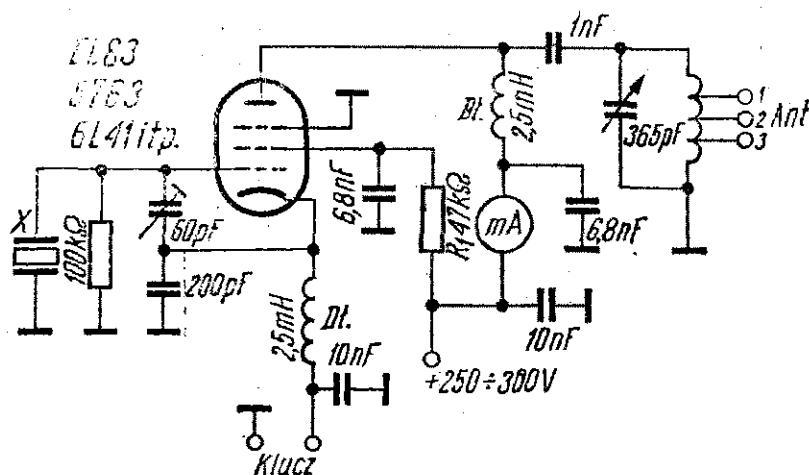 EL83
6L41itp.
1nF
Dł.
2,5mH
365pF
1
2 Ant
3
X
100kΩ
60pF
200pF
6,8nF
R1 47kΩ
mA
6,8nF
2,5mH
Dł.
10nF
10nF
+250÷300V
Klucz